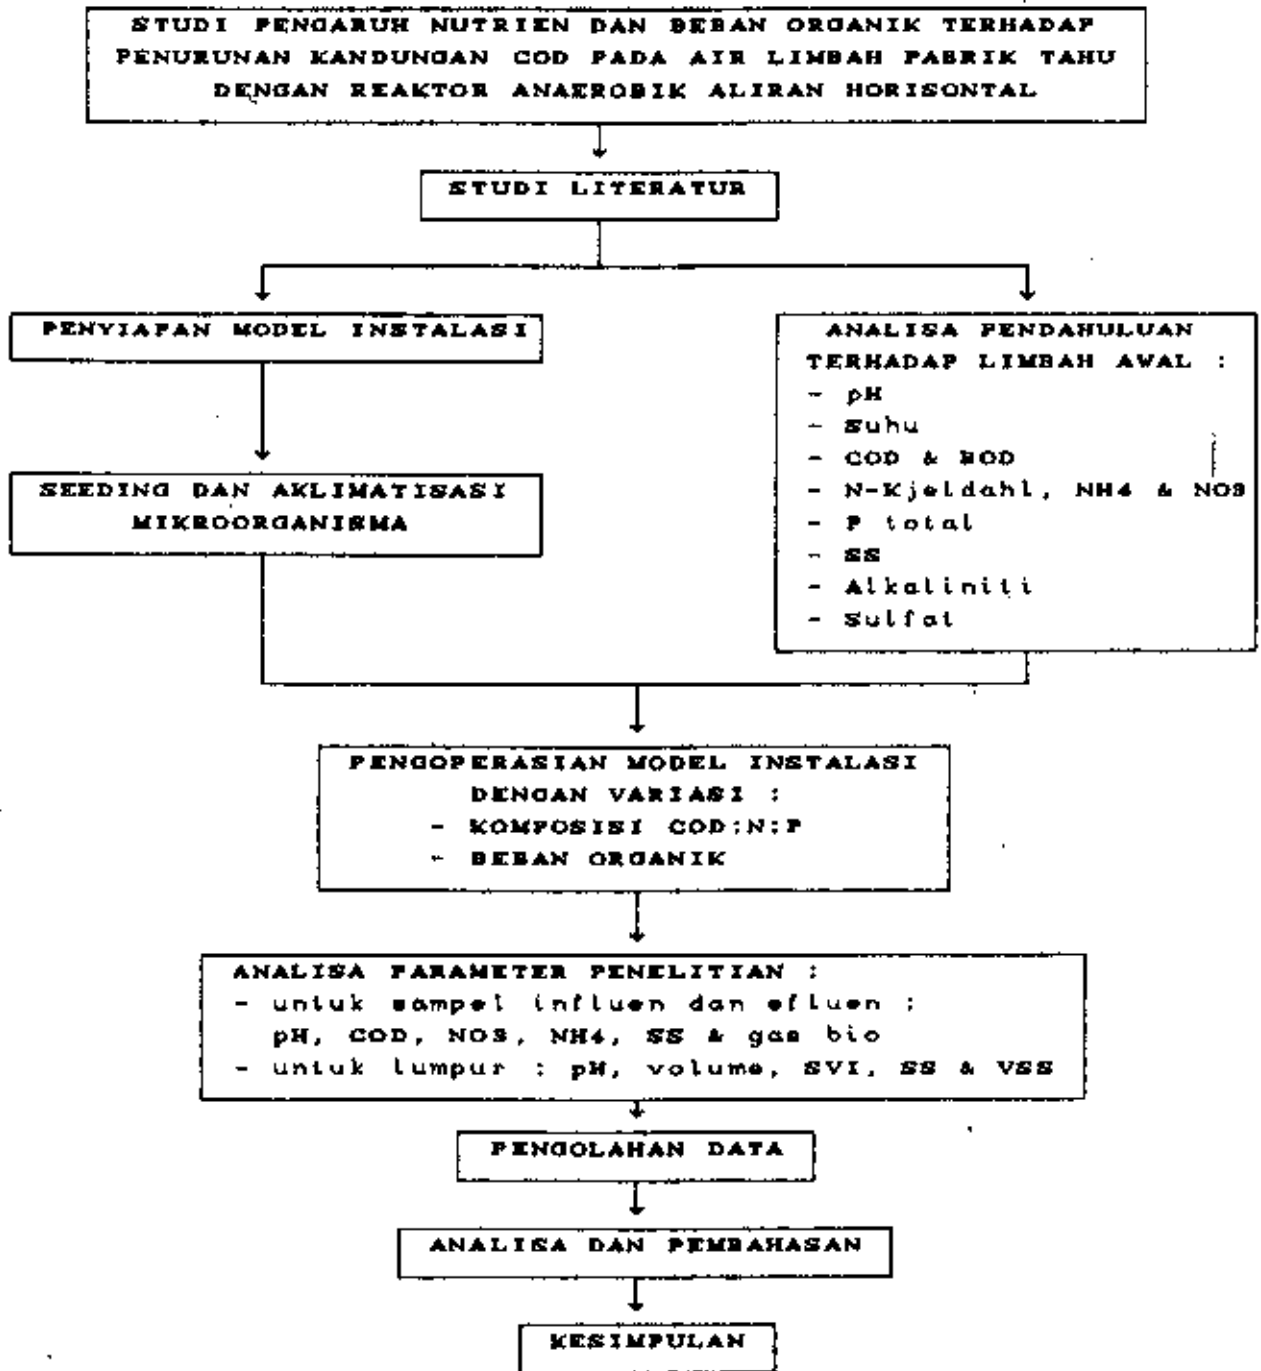 STUDI PENGARUH NUTRIEN DAN BEBAN ORGANIK TERHADAP
PENURUNAN KANDUNGAN COD PADA AIR LIMBAH PABRIK TAHU
DENGAN REAKTOR ANAEROBIK ALIRAN HORISONTAL
STUDI LITERATUR
PENYIAPAN MODEL INSTALASI
SEEDING DAN AKLIMATISASI
MIKROORGANISMA
ANALISA PENDAHULUAN
TERHADAP LIMBAH AWAL :
- pH
- Suhu
- COD & BOD
- N-Kjeldahl, NH4 & NO3
- P total
- SS
- Alkaliniti
- Sulfat
PENGOPERASIAN MODEL INSTALASI
DENGAN VARIASI :
- KOMPOSISI COD:N:P
- BEBAN ORGANIK
ANALISA PARAMETER PENELITIAN :
- untuk sampel influen dan efluen :
pH, COD, NO3, NH4, SS & gas bio
- untuk lumpur : pH, volume, SVI, SS & VSS
PENGOLAHAN DATA
ANALISA DAN PEMBAHASAN
KESIMPULAN